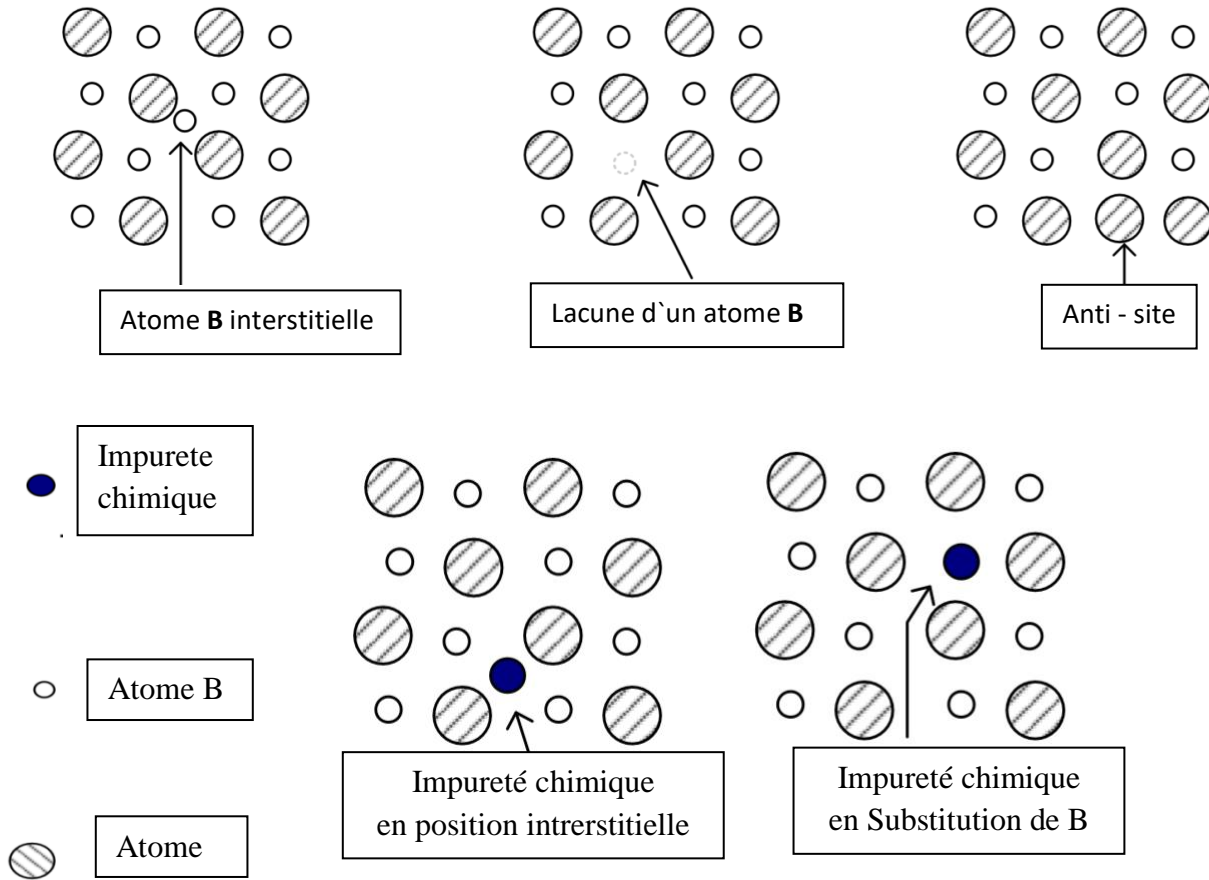 Atome B interstitielle
Lacune d`un atome B
Anti - site
Impurete
chimique
Atome B
Atome
Impureté chimique
en position intrerstitielle
Impureté chimique
en Substitution de B